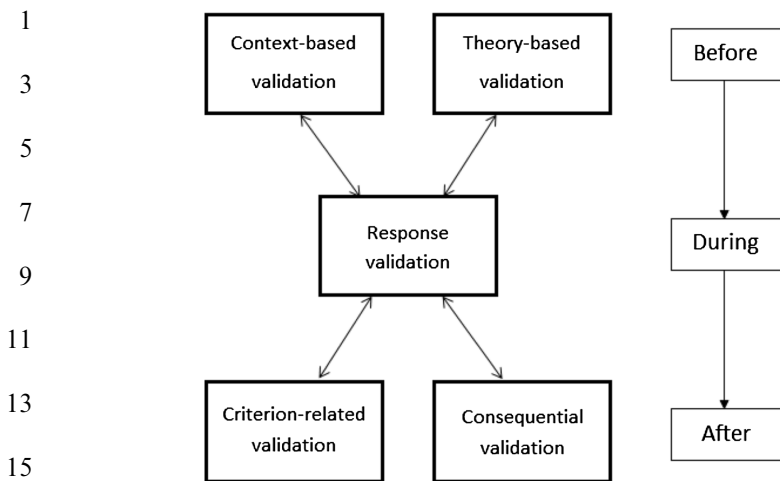 1
Context-based
validation
Theory-based
validation
Before
3
5
7
Response
validation
During
9
11
13
Criterion-related
validation
Consequential
validation
After
15